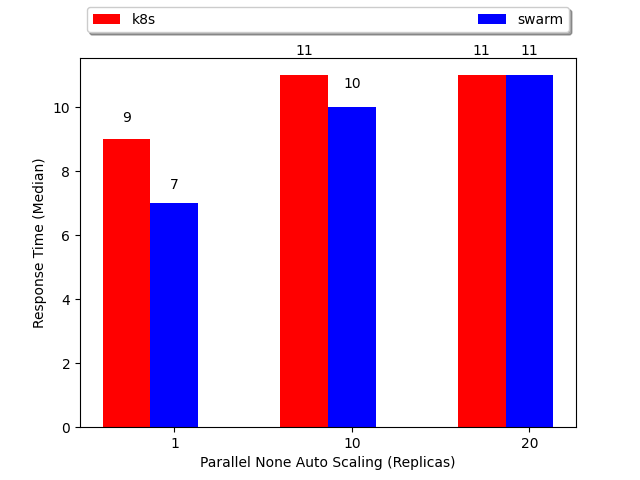 k8s swarm
11 11 11
10
9
7
10
8
6
4
2
0
Response Time (Median)
1 10 20
Parallel None Auto Scaling (Replicas)